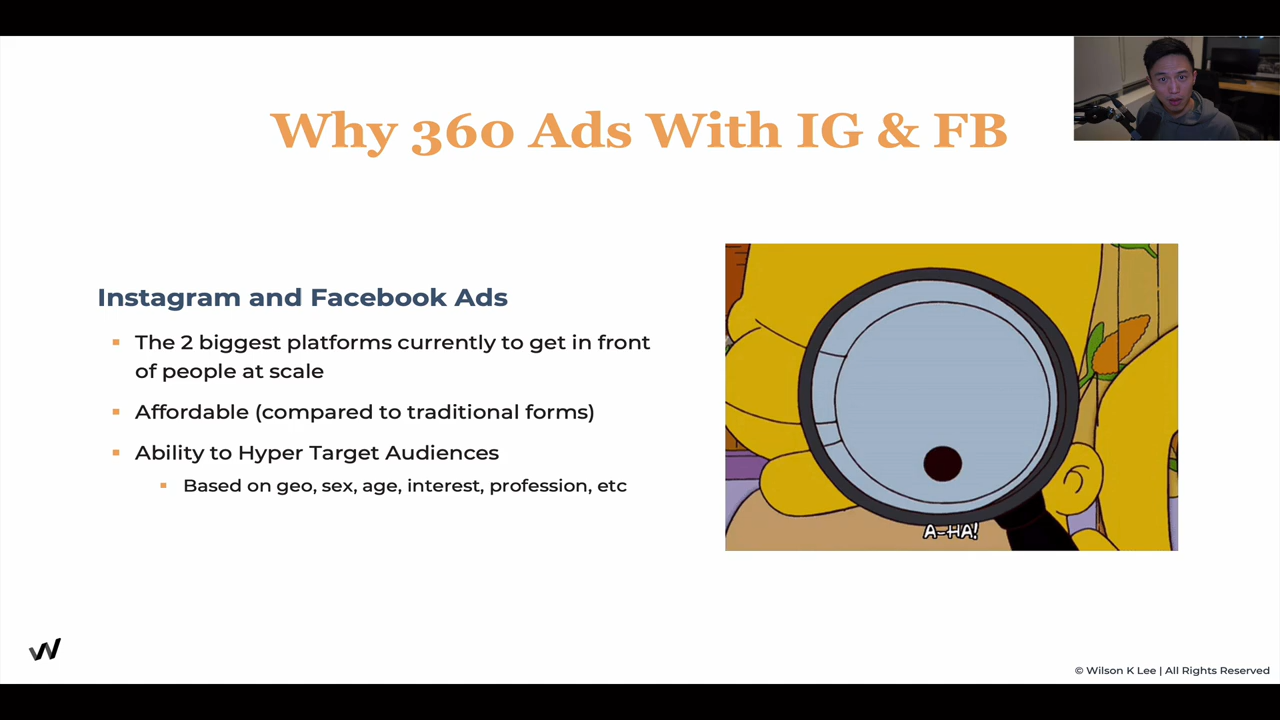 Why 360 Ads With IG & FB
Instagram and Facebook Ads
The 2 biggest platforms currently to get in front
of people at scale
Affordable (compared to traditional forms)
Ability to Hyper Target Audiences
Based on geo, sex, age, interest, profession, etc
A-HA!
© Wilson K Lee | All Rights Reserved